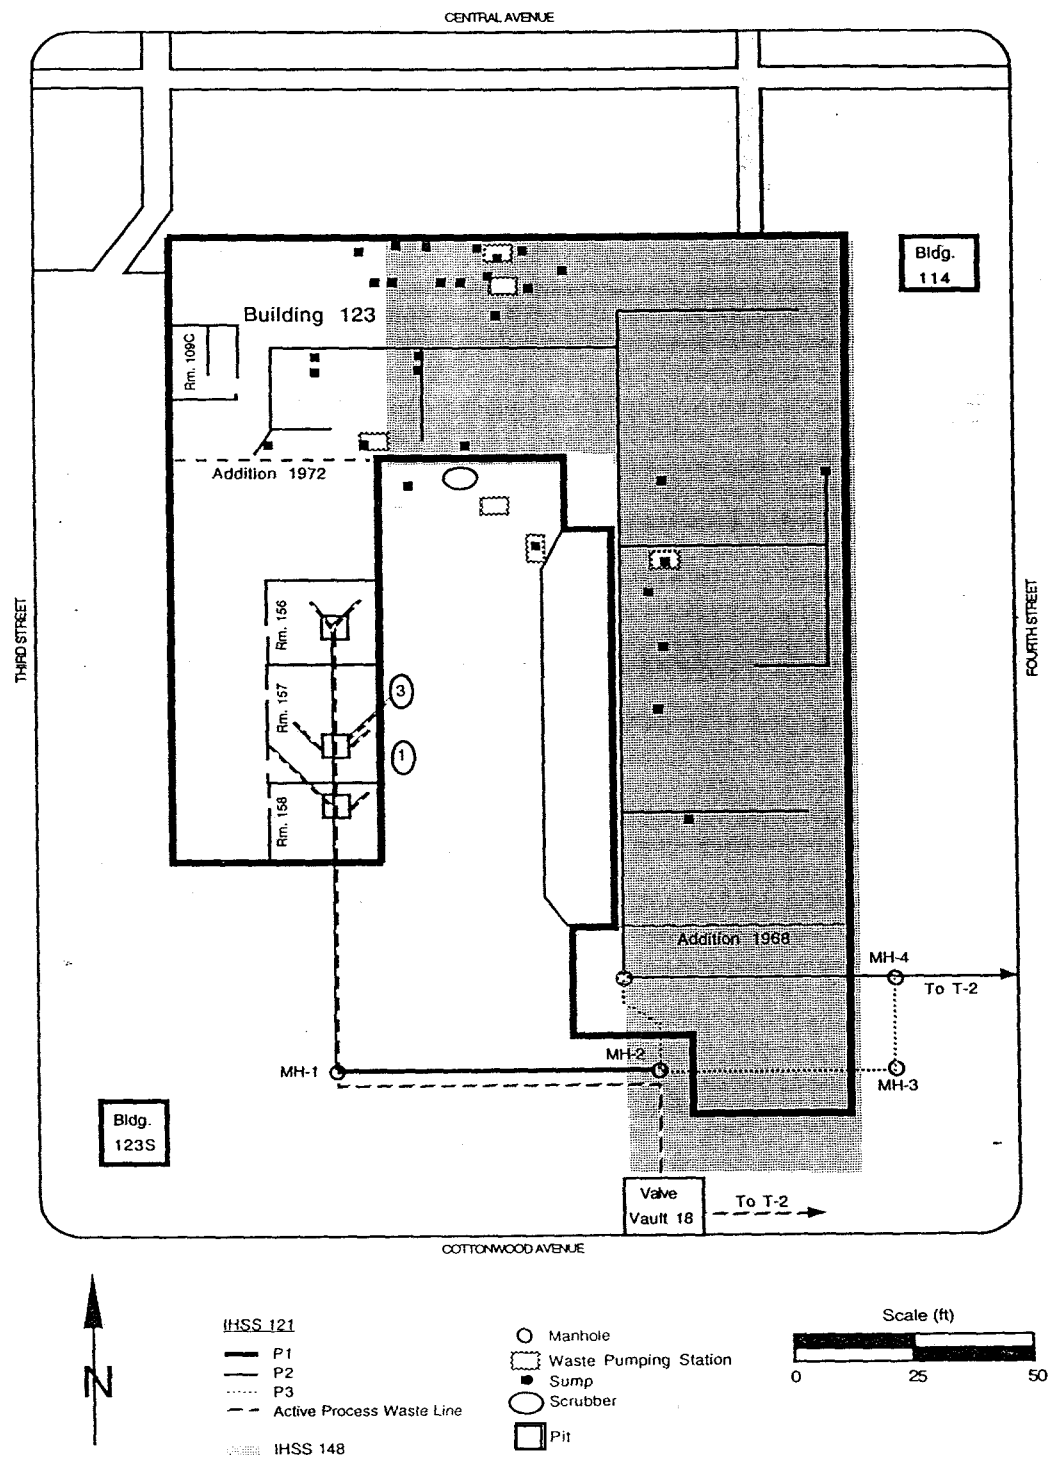 CENTRAL AVENUE
Bldg.
114
Building 123
Rm. 109C
Addition 1972
THIRD STREET
FOURTH STREET
Rm. 156
Rm. 157
3
1
Rm. 158
Addition 1968
MH-4
To T-2
MH-2
MH-1
MH-3
Bldg.
123S
Valve
Vault 18
To T-2
COTTONWOOD AVENUE
N
IHSS 121
P1
P2
P3
Active Process Waste Line
IHSS 148
Manhole
Waste Pumping Station
Sump
Scrubber
Pit
Scale (ft)
0 25 50